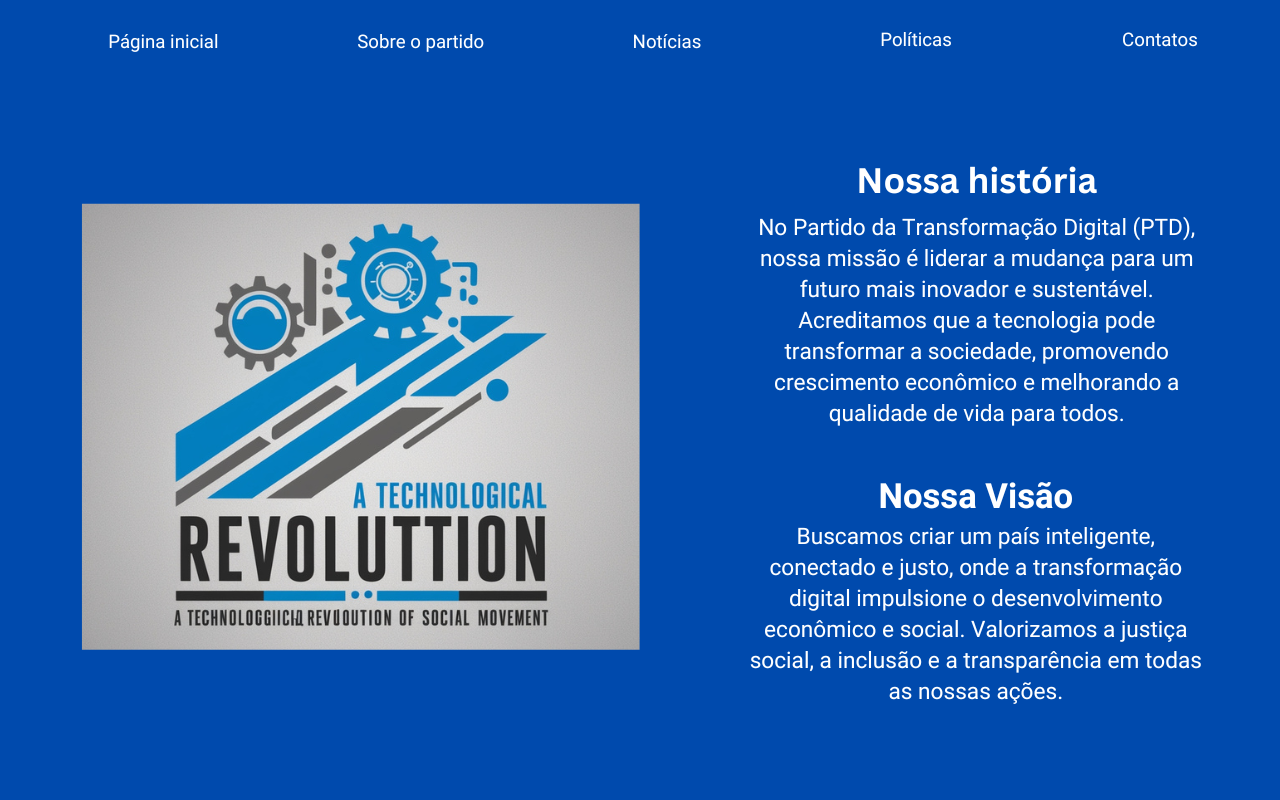 Página inicial
Sobre o partido
Notícias
Políticas
Contatos
A TECHNOLOGICAL
REVOLUTTION
REVOUOUTION OF SOCIAL MOVEMENT
Nossa história
No Partido da Transformação Digital (PTD),
nossa missão é liderar a mudança para um
futuro mais inovador e sustentável.
Acreditamos que a tecnologia pode
transformar a sociedade, promovendo
crescimento econômico e melhorando a
qualidade de vida para todos.
Nossa Visão
Buscamos criar um país inteligente,
conectado e justo, onde a transformação
digital impulsione o desenvolvimento
econômico e social. Valorizamos a justiça
social, a inclusão e a transparência em todas
as nossas ações.